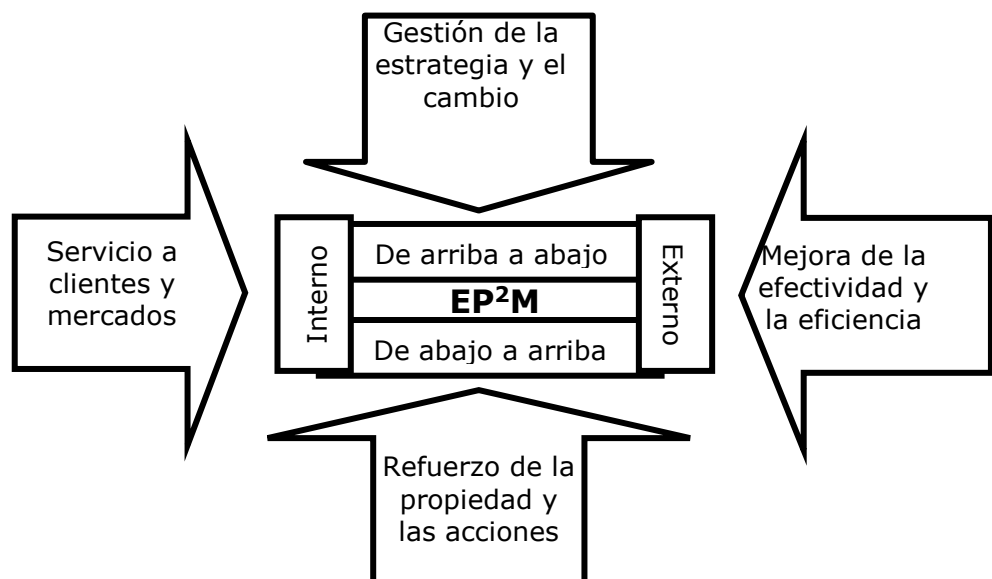 Gestión de la
estrategia y el
cambio
Servicio a
clientes y
mercados
Interno
De arriba a abajo
EP²M
De abajo a arriba
Externo
Mejora de la
efectividad y
la eficiencia
Refuerzo de la
propiedad y
las acciones